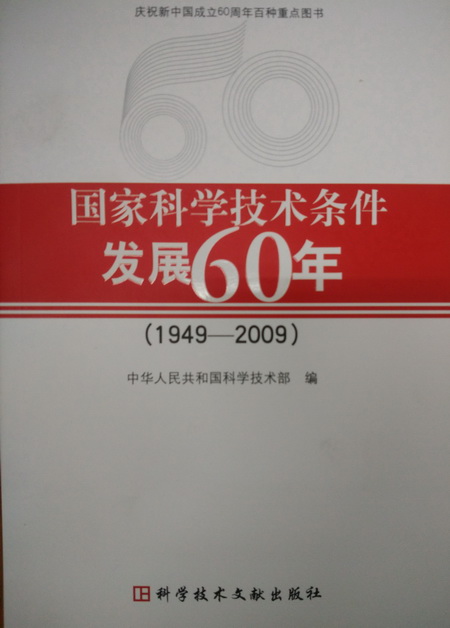 庆祝新中国成立60周年百种重点图书
60
国家科学技术条件
发展60年
(1949—2009)
中华人民共和国科学技术部 编
科学技术文献出版社